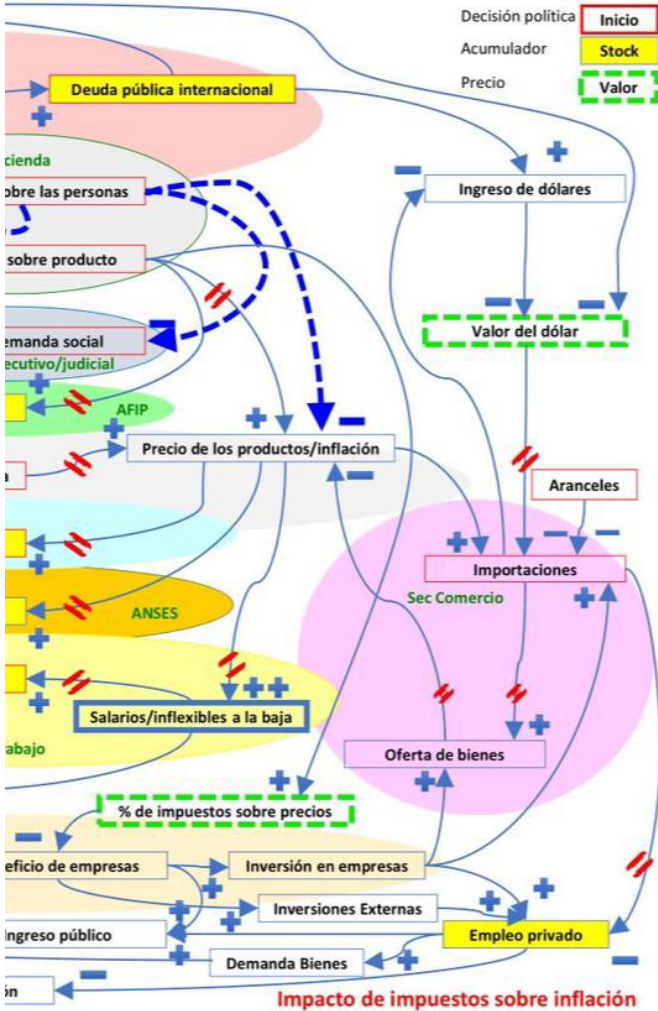 Decisión política
Inicio
Acumulador
Stock
Precio
Valor
Deuda pública internacional
cienda
obre las personas
Ingreso de dólares
sobre producto
Valor del dólar
emanda social
ecutivo/judicial
AFIP
Precio de los productos/inflación
a
Aranceles
Importaciones
Sec Comercio
ANSES
Salarios/inflexibles a la baja
rabajo
Oferta de bienes
% de impuestos sobre precios
eficio de empresas
Inversión en empresas
Inversiones Externas
Ingreso público
Empleo privado
Demanda Bienes
ón
Impacto de impuestos sobre inflación